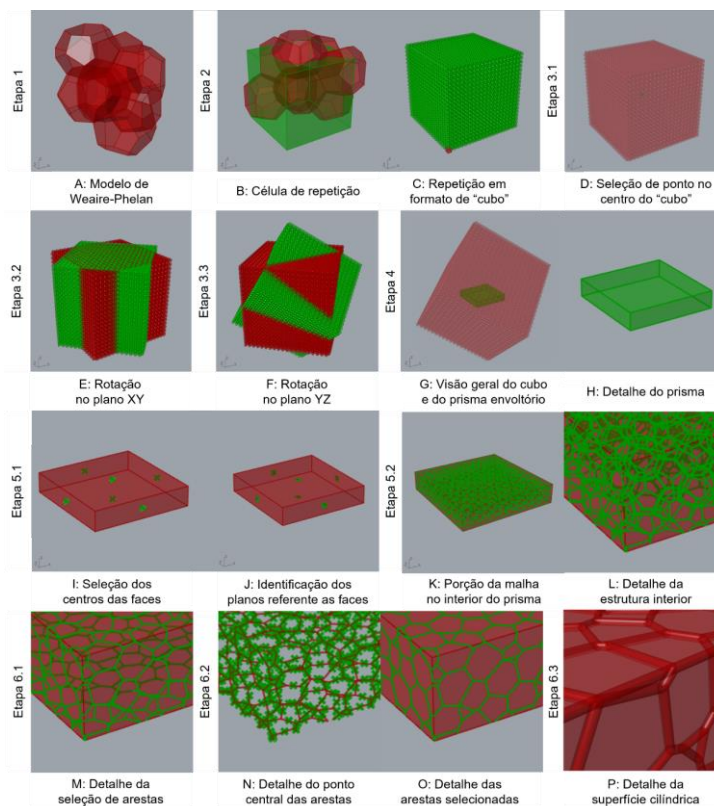 Etapa 1
Etapa 2
Etapa 3.1
A: Modelo de
Weaire-Phelan
B: Célula de repetição
C: Repetição em
formato de “cubo”
D: Seleção de ponto no
centro do “cubo”
Etapa 3.2
Etapa 3.3
Etapa 4
E: Rotação
no plano XY
F: Rotação
no plano YZ
G: Visão geral do cubo
e do prisma envoltório
H: Detalhe do prisma
Etapa 5.1
Etapa 5.2
I: Seleção dos
centros das faces
J: Identificação dos
planos referente as faces
K: Porção da malha
no interior do prisma
L: Detalhe da
estrutura interior
Etapa 6.1
Etapa 6.2
Etapa 6.3
M: Detalhe da
seleção de arestas
N: Detalhe do ponto
central das arestas
O: Detalhe das
arestas selecionadas
P: Detalhe da
superfície cilíndrica